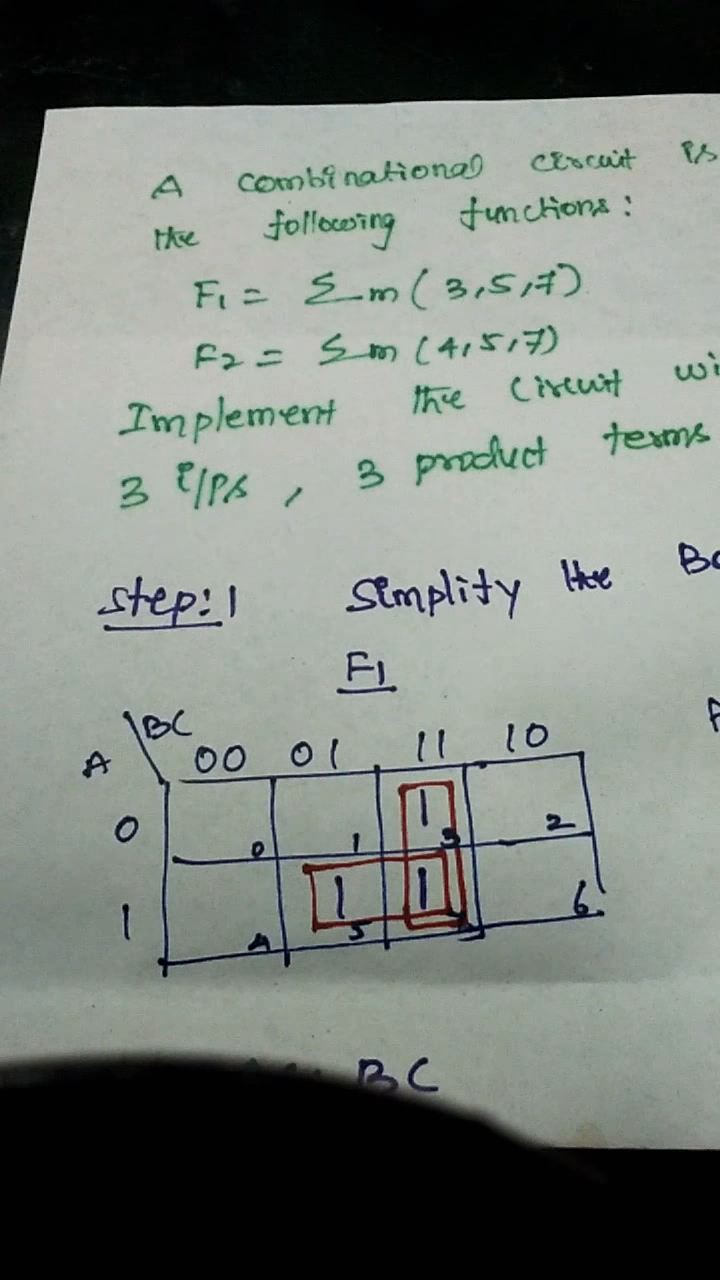 A combinational circuit is
the following functions:
F1 = Σm(3,5,7)
F2 = Σm(4,5,7)
Implement the circuit wi
3 i/ps, 3 product terms
Step:1 Simplify the Bo
F1
BC
A 00 01 11 10
0 0 1 1 3 2
1 4 1 5 1 6
BC